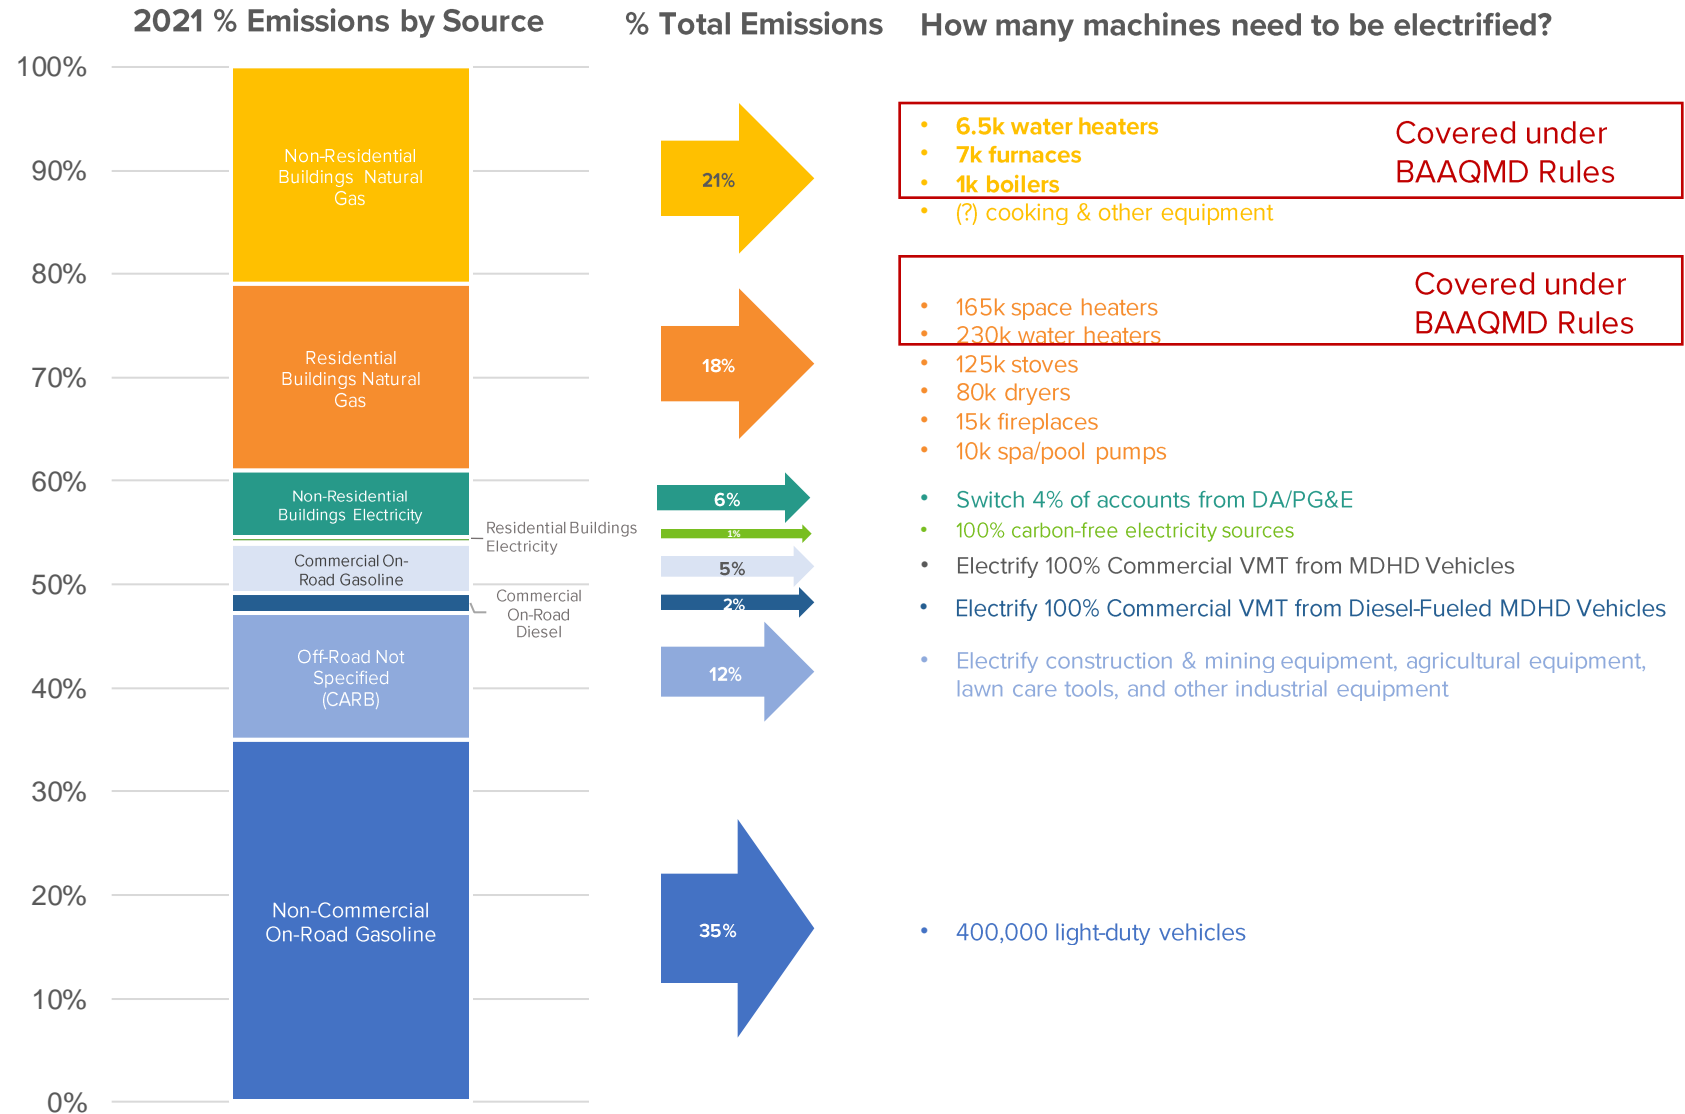 2021 % Emissions by Source
% Total Emissions
How many machines need to be electrified?
100%
90%
80%
70%
60%
50%
40%
30%
20%
10%
0%
Non-Residential
Buildings Natural
Gas
Residential
Buildings Natural
Gas
Non-Residential
Buildings Electricity
Residential Buildings
Electricity
Commercial On-
Road Gasoline
Commercial
On-Road
Diesel
Off-Road Not
Specified
(CARB)
Non-Commercial
On-Road Gasoline
21%
18%
6%
1%
5%
2%
12%
35%
• 6.5k water heaters
• 7k furnaces
• 1k boilers
• (?) cooking & other equipment
Covered under
BAAQMD Rules
• 165k space heaters
• 230k water heaters
• 125k stoves
• 80k dryers
• 15k fireplaces
• 10k spa/pool pumps
Covered under
BAAQMD Rules
• Switch 4% of accounts from DA/PG&E
• 100% carbon-free electricity sources
• Electrify 100% Commercial VMT from MDHD Vehicles
• Electrify 100% Commercial VMT from Diesel-Fueled MDHD Vehicles
• Electrify construction & mining equipment, agricultural equipment,
lawn care tools, and other industrial equipment
• 400,000 light-duty vehicles